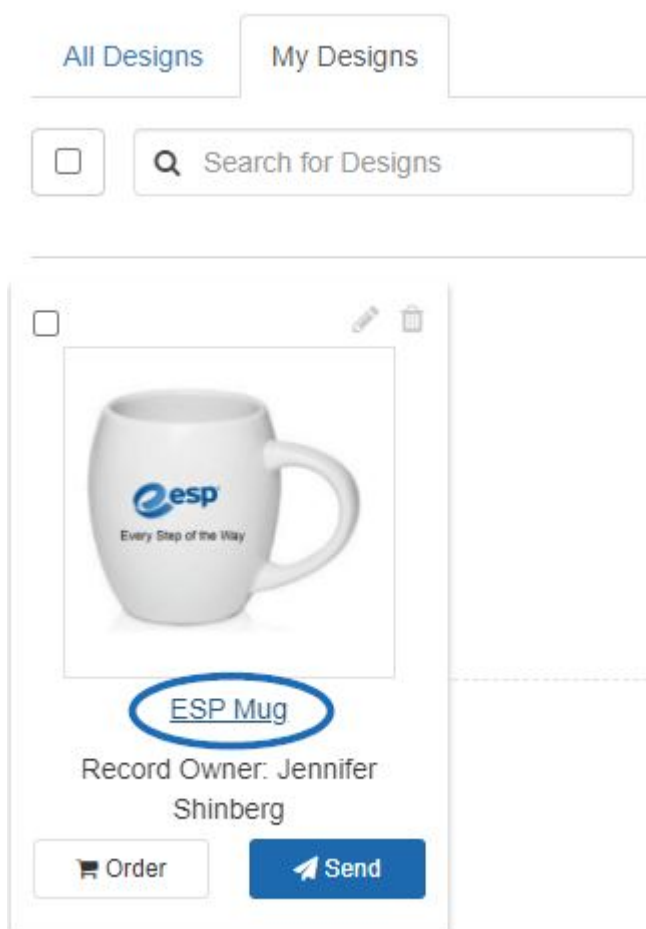 All Designs
My Designs
Search for Designs
esp
Every Step of the Way
ESP Mug
Record Owner: Jennifer
Shinberg
Order
Send